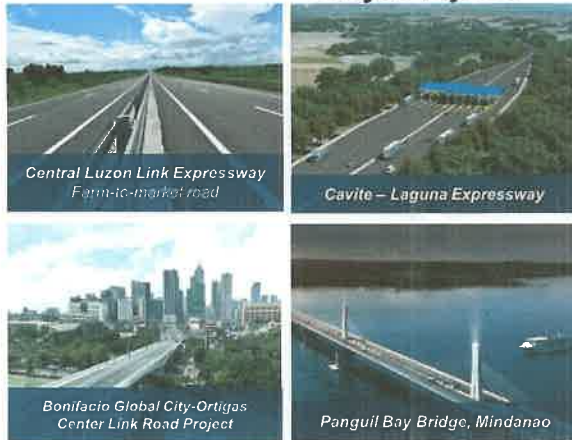 Central Luzon Link Expressway
Farm-to-market road
Cavite – Laguna Expressway
Bonifacio Global City-Ortigas
Center Link Road Project
Panguil Bay Bridge, Mindanao